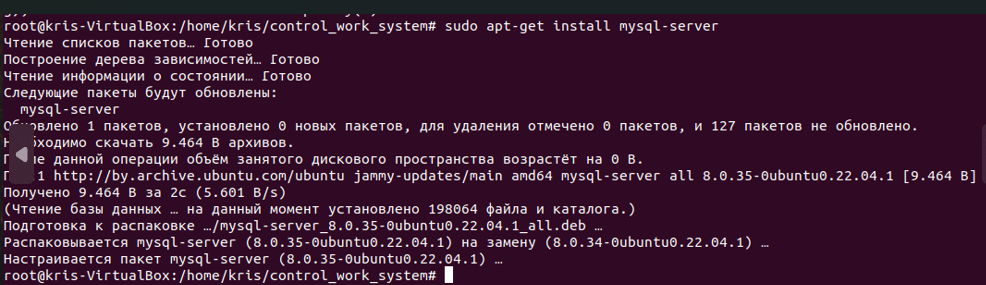 root@kris-VirtualBox:/home/kris/control_work_system# sudo apt-get install mysql-server
Чтение списков пакетов… Готово
Построение дерева зависимостей… Готово
Чтение информации о состоянии… Готово
Следующие пакеты будут обновлены:
mysql-server
Обновлено 1 пакетов, установлено 0 новых пакетов, для удаления отмечено 0 пакетов, и 127 пакетов не обновлено.
Необходимо скачать 9.464 B архивов.
После данной операции объём занятого дискового пространства возрастёт на 0 B.
Пол:1 http://by.archive.ubuntu.com/ubuntu jammy-updates/main amd64 mysql-server all 8.0.35-0ubuntu0.22.04.1 [9.464 B]
Получено 9.464 B за 2с (5.601 B/s)
(Чтение базы данных … на данный момент установлено 198064 файла и каталога.)
Подготовка к распаковке …/mysql-server_8.0.35-0ubuntu0.22.04.1_all.deb …
Распаковывается mysql-server (8.0.35-0ubuntu0.22.04.1) на замену (8.0.34-0ubuntu0.22.04.1) …
Настраивается пакет mysql-server (8.0.35-0ubuntu0.22.04.1) …
root@kris-VirtualBox:/home/kris/control_work_system#